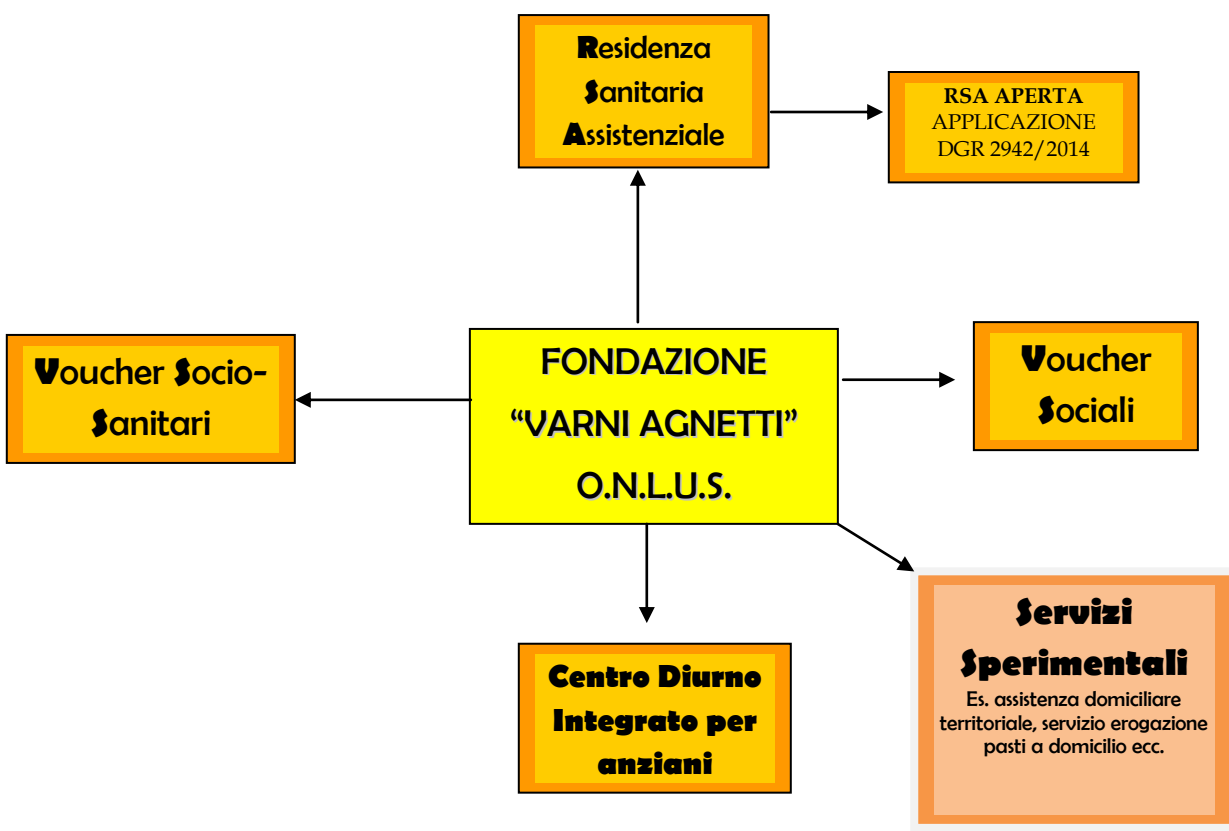 Residenza
Sanitaria
Assistenziale
RSA APERTA
APPLICAZIONE
DGR 2942/2014
Voucher Socio-
Sanitari
FONDAZIONE
“VARNI AGNETTI”
O.N.L.U.S.
Voucher
Sociali
Centro Diurno
Integrato per
anziani
Servizi
Sperimentali
Es. assistenza domiciliare
territoriale, servizio erogazione
pasti a domicilio ecc.